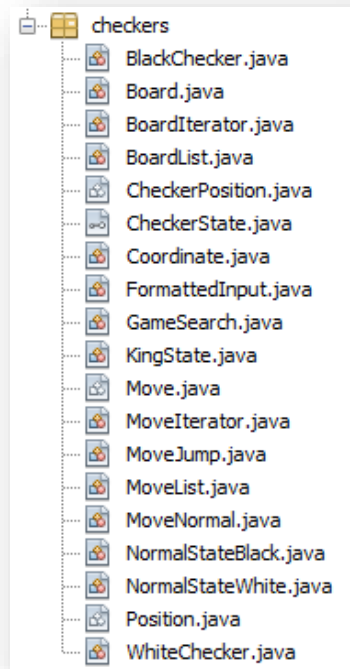 checkers
BlackChecker.java
Board.java
BoardIterator.java
BoardList.java
CheckerPosition.java
CheckerState.java
Coordinate.java
FormattedInput.java
GameSearch.java
KingState.java
Move.java
MoveIterator.java
MoveJump.java
MoveList.java
MoveNormal.java
NormalStateBlack.java
NormalStateWhite.java
Position.java
WhiteChecker.java